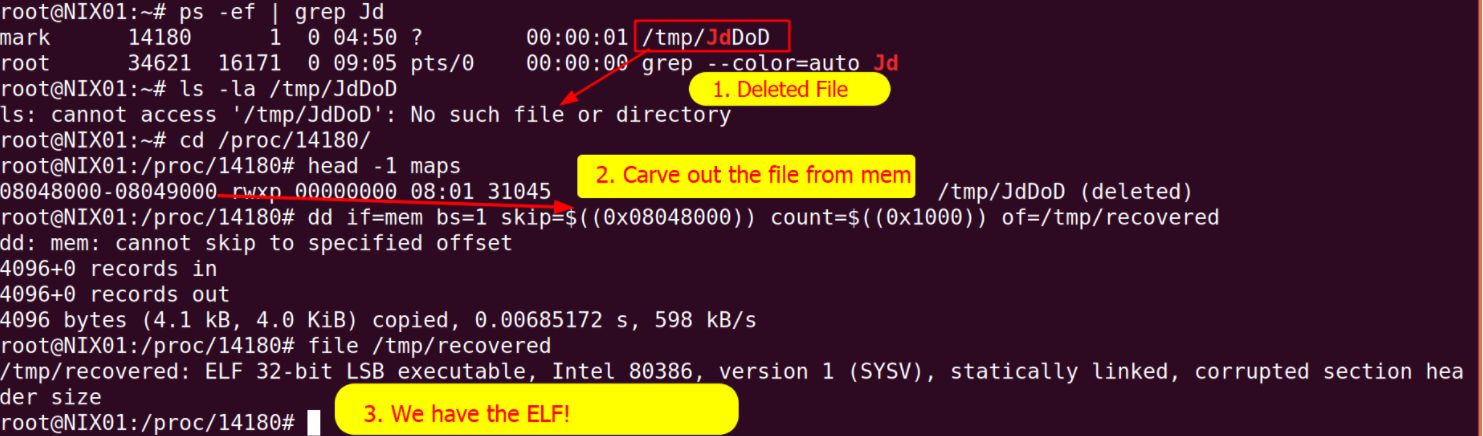 root@NIX01:~# ps -ef | grep Jd
mark       14180       1  0 04:50 ?        00:00:01 /tmp/JdDoD
root       34621   16171  0 09:05 pts/0    00:00:00 grep --color=auto Jd
root@NIX01:~# ls -la /tmp/JdDoD
1. Deleted File
ls: cannot access '/tmp/JdDoD': No such file or directory
root@NIX01:~# cd /proc/14180/
root@NIX01:/proc/14180# head -1 maps
2. Carve out the file from mem
08048000-08049000 rwxp 00000000 08:01 31045                              /tmp/JdDoD (deleted)
root@NIX01:/proc/14180# dd if=mem bs=1 skip=$((0x08048000)) count=$((0x1000)) of=/tmp/recovered
dd: mem: cannot skip to specified offset
4096+0 records in
4096+0 records out
4096 bytes (4.1 kB, 4.0 KiB) copied, 0.00685172 s, 598 kB/s
root@NIX01:/proc/14180# file /tmp/recovered
/tmp/recovered: ELF 32-bit LSB executable, Intel 80386, version 1 (SYSV), statically linked, corrupted section hea
der size
3. We have the ELF!
root@NIX01:/proc/14180#